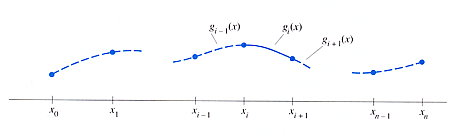 g_{i−1}(x) g_i(x) g_{i+1}(x)
x_0 x_1 x_{i−1} x_i x_{i+1} x_{n−1} x_n